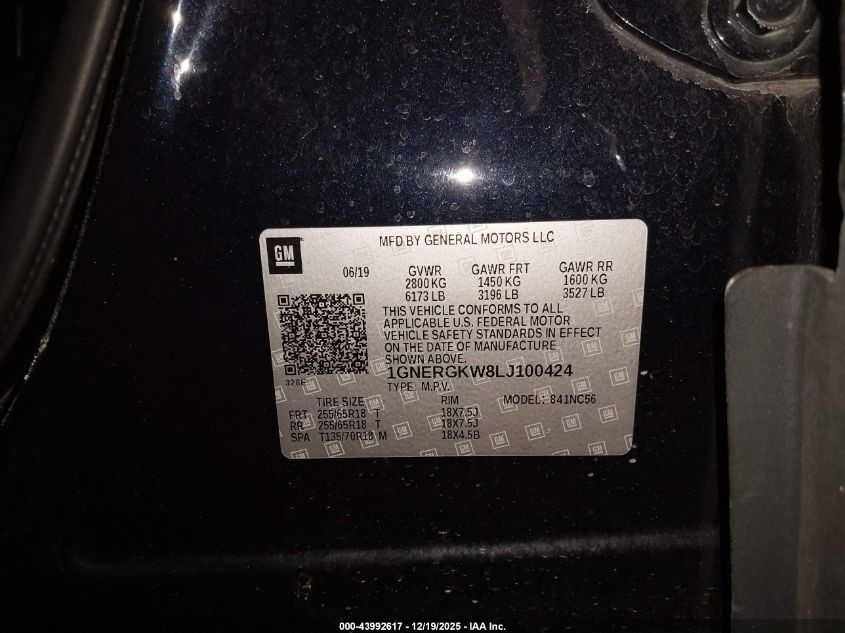 GM
MFD BY GENERAL MOTORS LLC
06/19 GVWR GAWR FRT GAWR RR
2800 KG 1450 KG 1600 KG
6173 LB 3196 LB 3527 LB
THIS VEHICLE CONFORMS TO ALL
APPLICABLE U.S. FEDERAL MOTOR
VEHICLE SAFETY STANDARDS IN EFFECT
ON THE DATE OF MANUFACTURE
SHOWN ABOVE.
1GNERGKW8LJ100424
328E
TYPE: M.P.V. MODEL: 841NC56
TIRE SIZE RIM
FRT 255/65R18 T 18X7.5J
RR 255/65R18 T 18X7.5J
SPA T135/70R18 M 18X4.5B
000-43992617 - 12/19/2025 - IAA Inc.